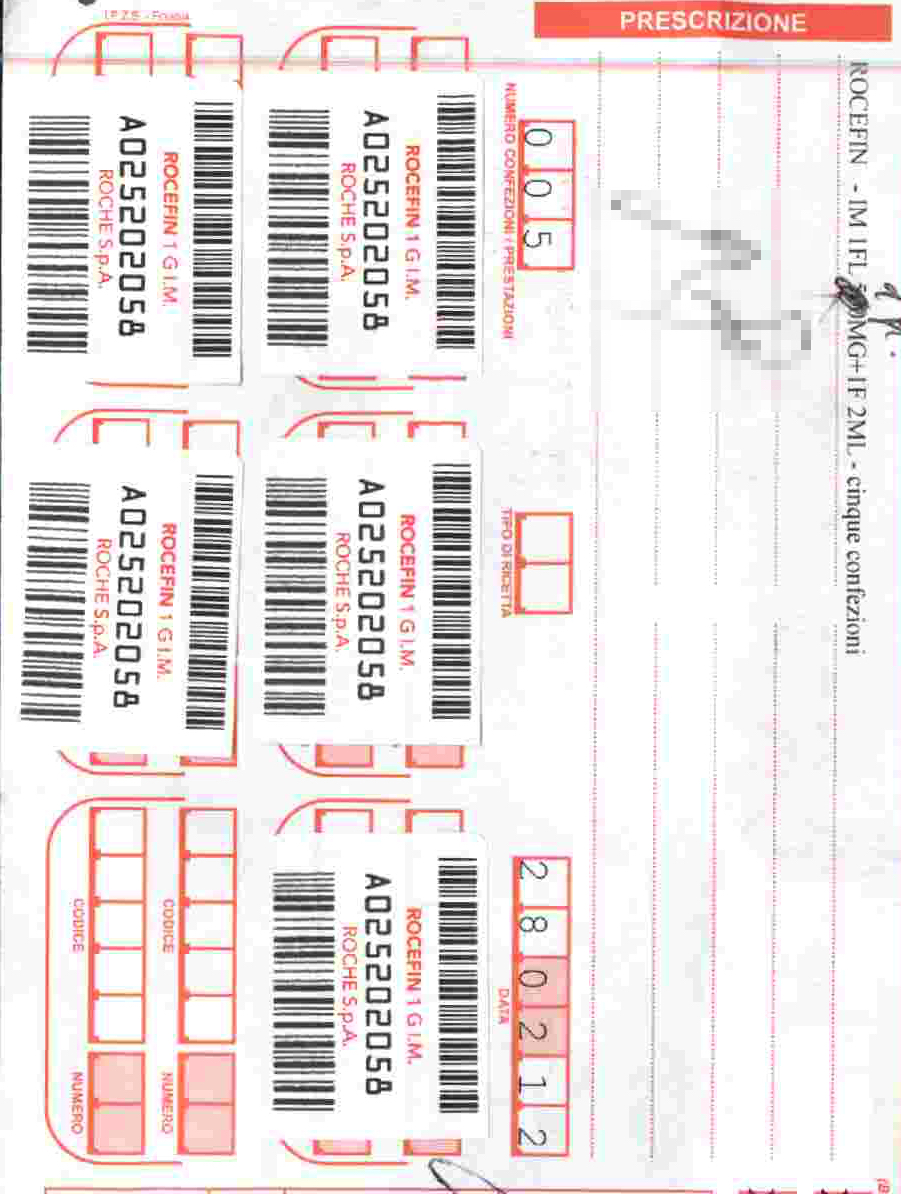 I.P.Z.S. - Foggia
PRESCRIZIONE
ROCEFIN - IM 1FL MG+1F 2ML - cinque confezioni
0 0 5
NUMERO CONFEZIONI / PRESTAZIONI
TIPO DI RICETTA
2 8 0 2 1 2
DATA
ROCEFIN 1 G I.M.
A025202058
ROCHE S.p.A.
ROCEFIN 1 G I.M.
A025202058
ROCHE S.p.A.
ROCEFIN 1 G I.M.
A025202058
ROCHE S.p.A.
ROCEFIN 1 G I.M.
A025202058
ROCHE S.p.A.
ROCEFIN 1 G I.M.
A025202058
ROCHE S.p.A.
CODICE
NUMERO
CODICE
NUMERO